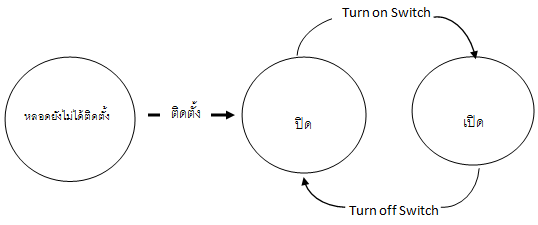 Turn on Switch
หลอดยังไม่ได้ติดตั้ง
ติดตั้ง
ปิด
เปิด
Turn off Switch